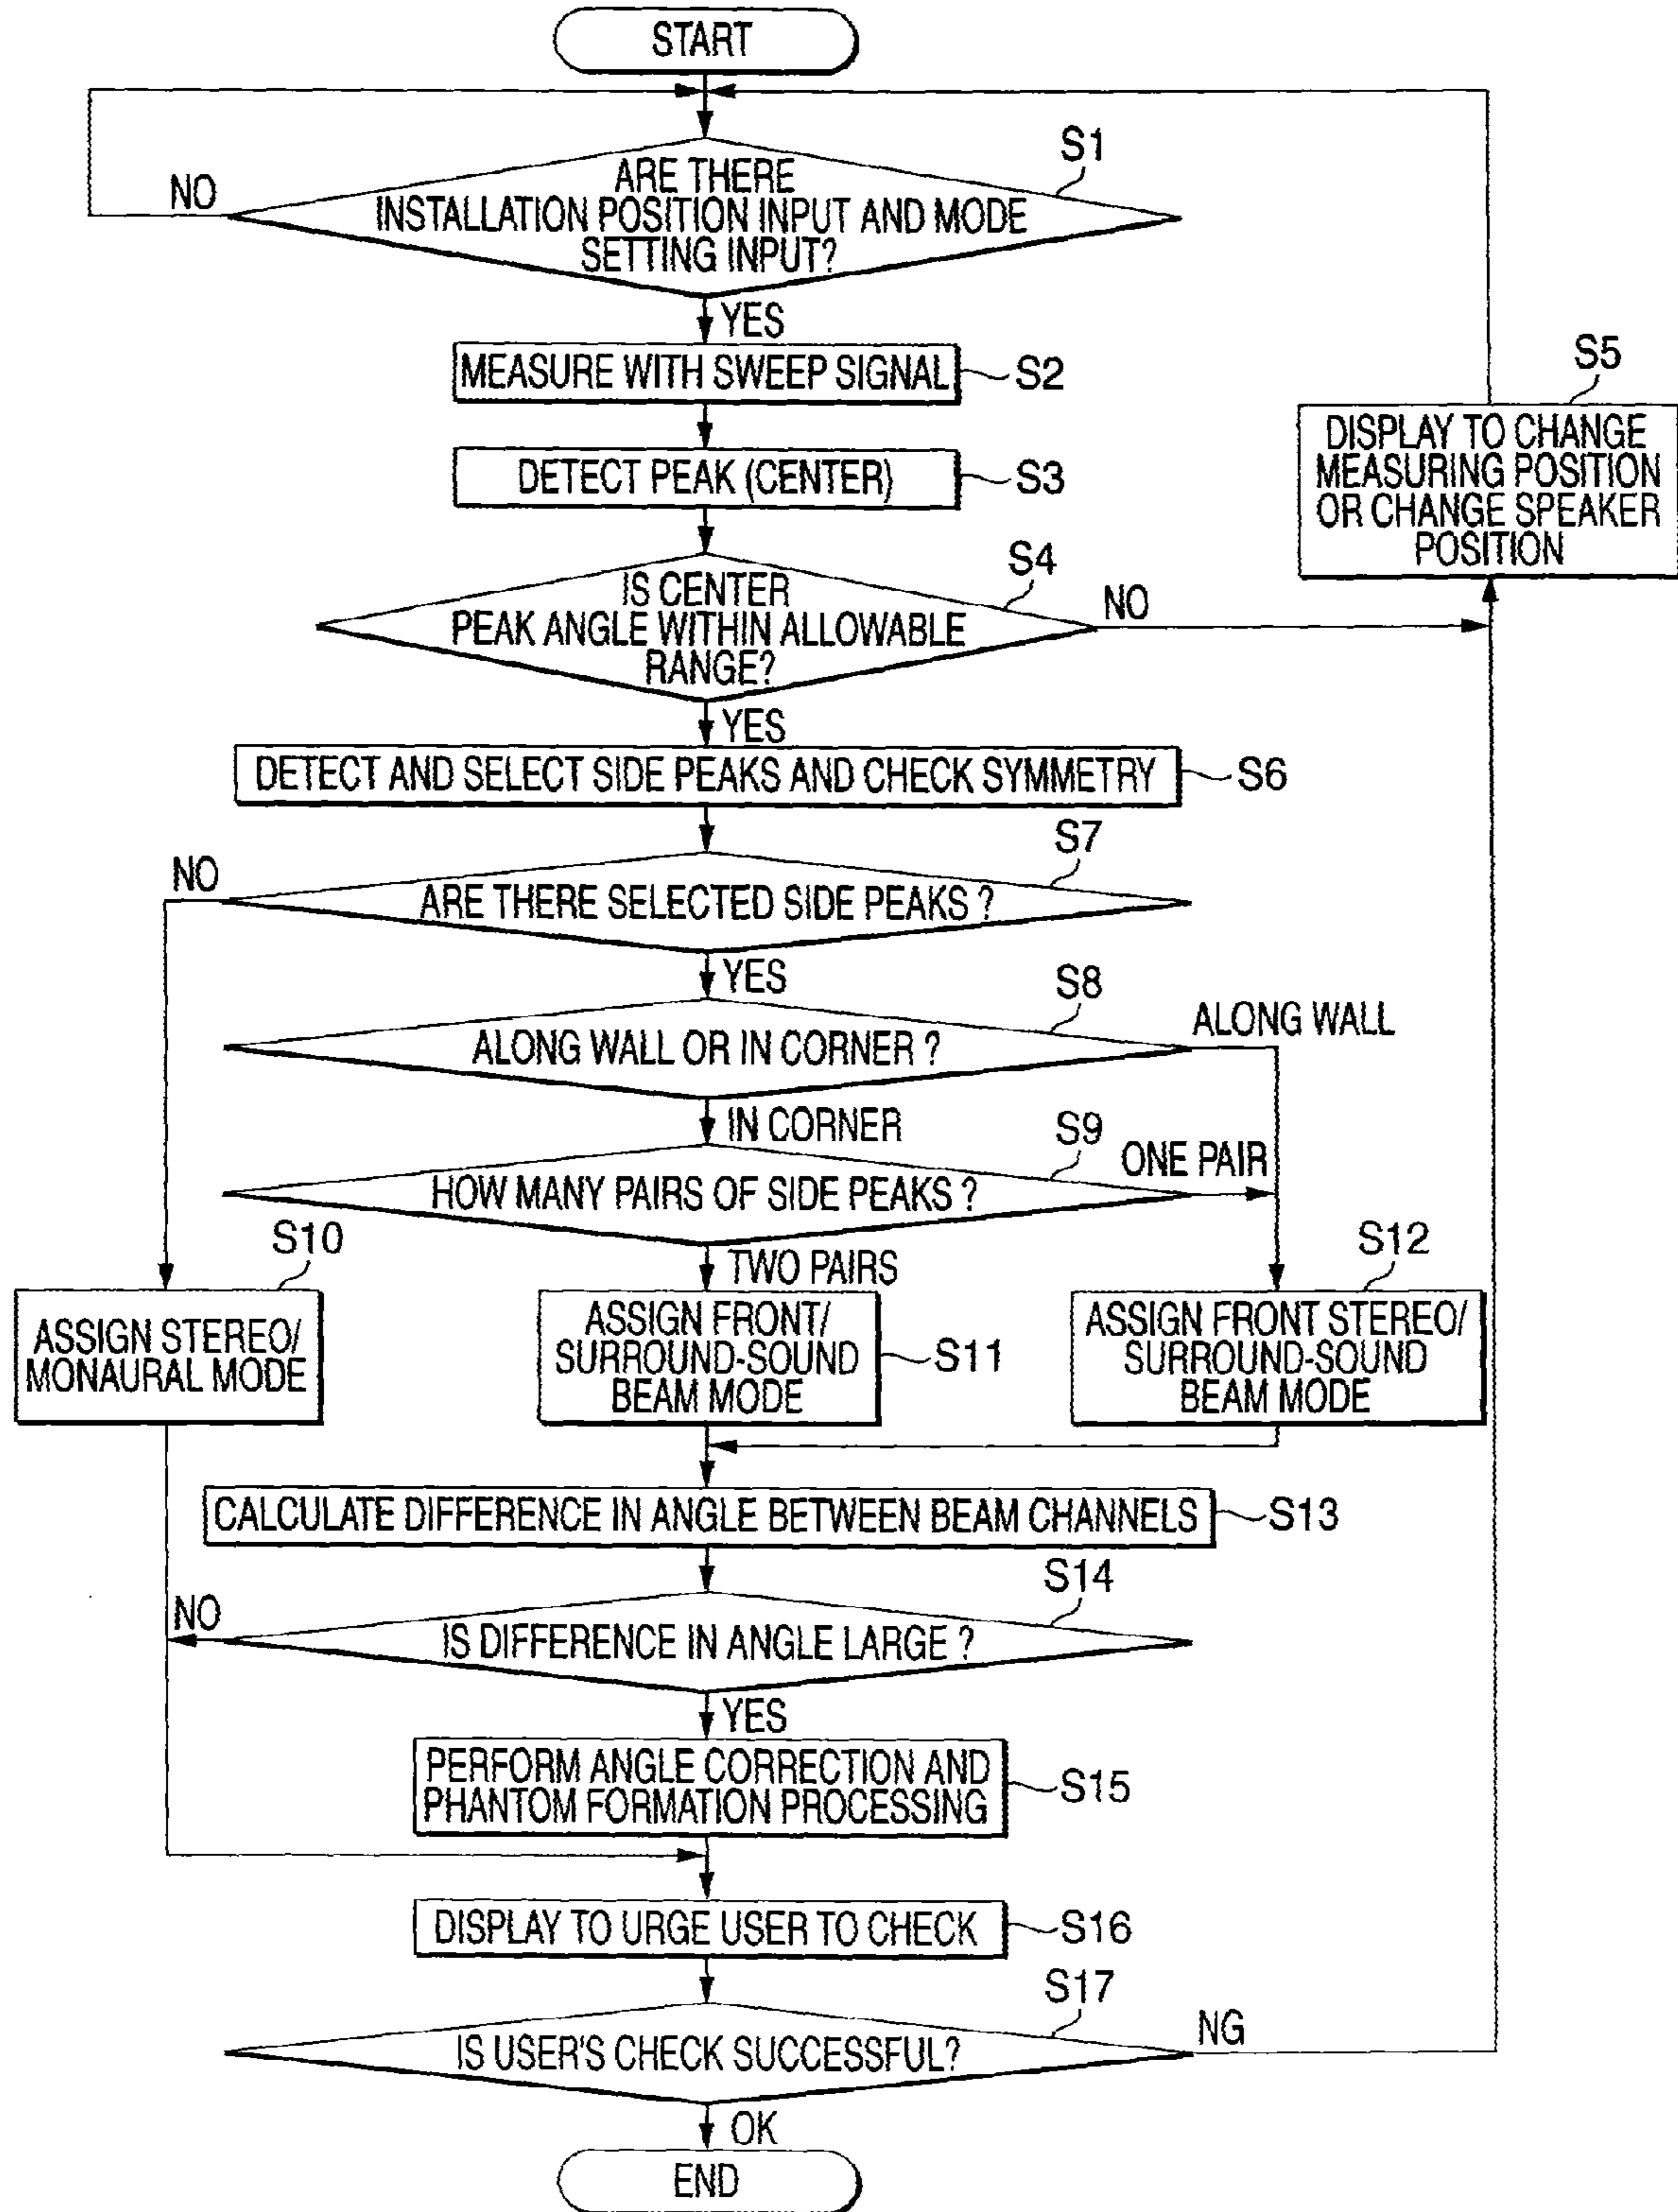 START
S1
ARE THERE
INSTALLATION POSITION INPUT AND MODE
SETTING INPUT?
NO
YES
MEASURE WITH SWEEP SIGNAL
S2
S5
DISPLAY TO CHANGE
MEASURING POSITION
OR CHANGE SPEAKER
POSITION
DETECT PEAK (CENTER)
S3
S4
IS CENTER
PEAK ANGLE WITHIN ALLOWABLE
RANGE?
NO
YES
DETECT AND SELECT SIDE PEAKS AND CHECK SYMMETRY
S6
S7
NO
ARE THERE SELECTED SIDE PEAKS ?
YES
S8
ALONG WALL
ALONG WALL OR IN CORNER ?
IN CORNER
S9
ONE PAIR
HOW MANY PAIRS OF SIDE PEAKS ?
TWO PAIRS
S10
ASSIGN STEREO/
MONAURAL MODE
ASSIGN FRONT/
SURROUND-SOUND
BEAM MODE
S11
S12
ASSIGN FRONT STEREO/
SURROUND-SOUND
BEAM MODE
CALCULATE DIFFERENCE IN ANGLE BETWEEN BEAM CHANNELS
S13
S14
NO
IS DIFFERENCE IN ANGLE LARGE ?
YES
PERFORM ANGLE CORRECTION AND
PHANTOM FORMATION PROCESSING
S15
DISPLAY TO URGE USER TO CHECK
S16
S17
NG
IS USER'S CHECK SUCCESSFUL?
OK
END